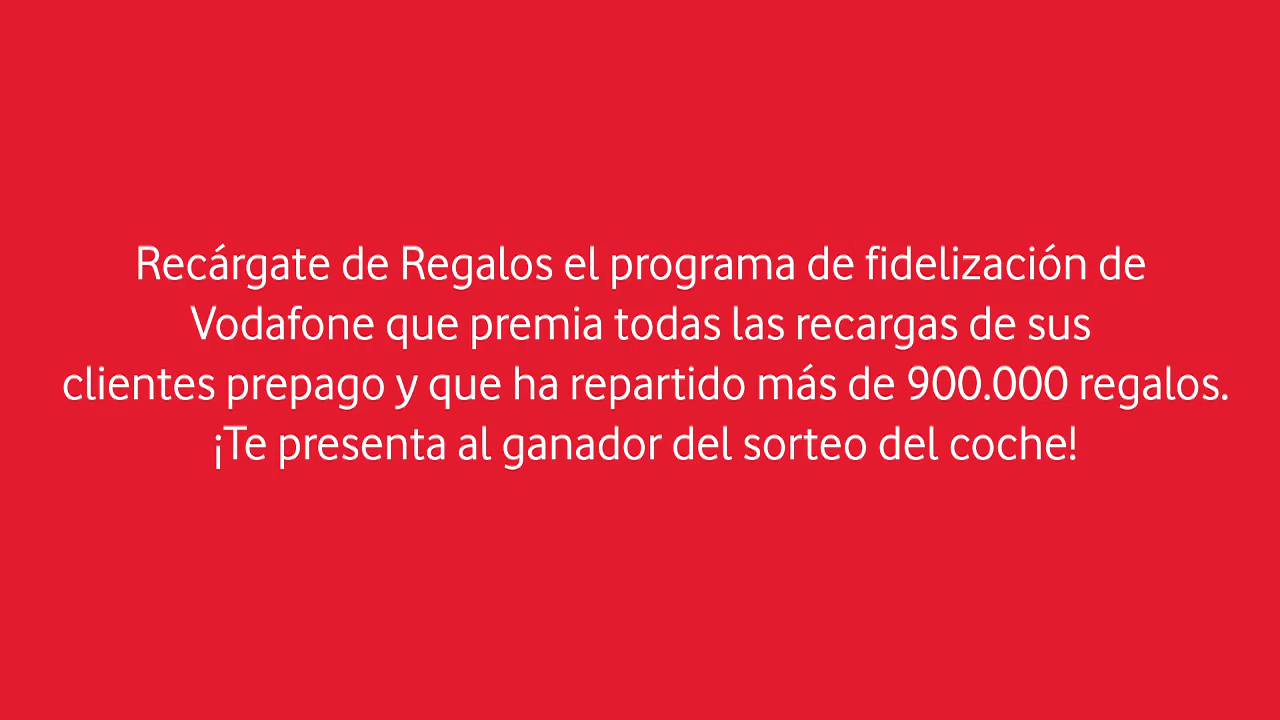 Recárgate de Regalos el programa de fidelización de
Vodafone que premia todas las recargas de sus
clientes prepago y que ha repartido más de 900.000 regalos.
¡Te presenta al ganador del sorteo del coche!